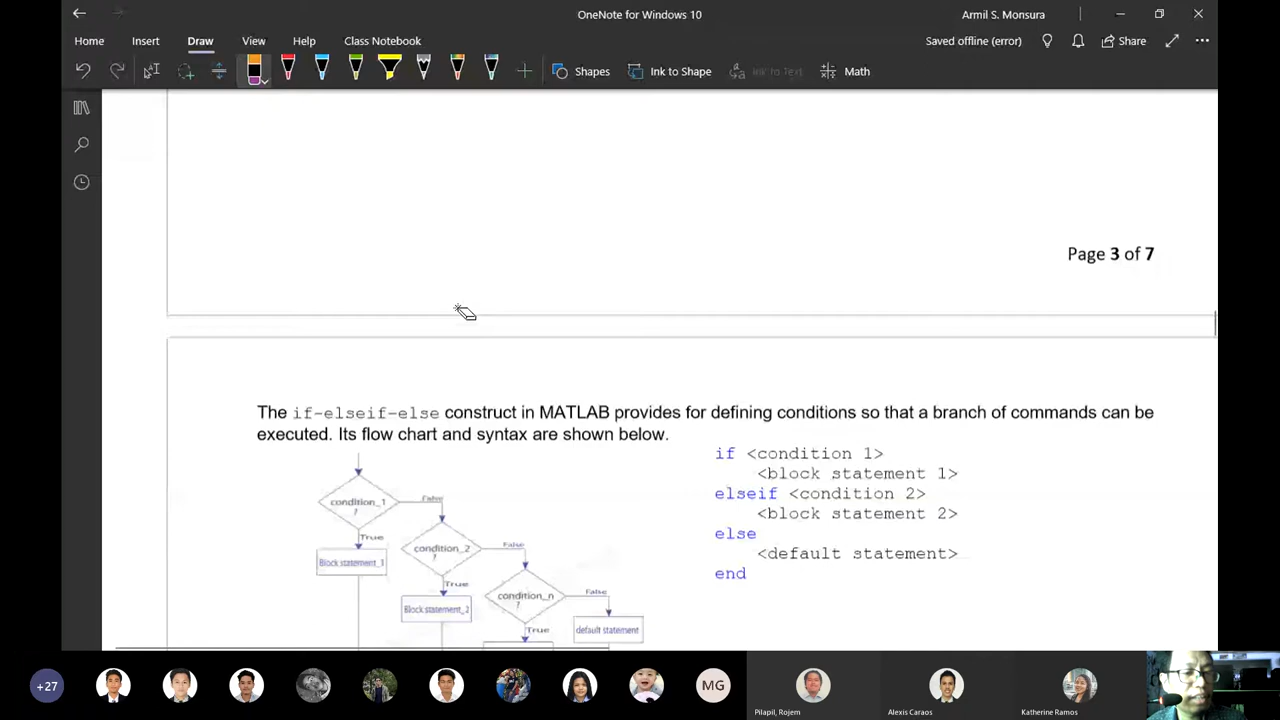 OneNote for Windows 10
Armil S. Monsura
Home
Insert
Draw
View
Help
Class Notebook
Saved offline (error)
Share
Shapes
Ink to Shape
Ink to Text
Math
Page 3 of 7
The if-elseif-else construct in MATLAB provides for defining conditions so that a branch of commands can be
executed. Its flow chart and syntax are shown below.
if <condition 1>
<block statement 1>
elseif <condition 2>
<block statement 2>
else
<default statement>
end
condition_1
?
False
True
Block statement_1
condition_2
?
False
True
Block statement_2
condition_n
?
False
True
default statement
+27
MG
Pilapil, Rojem
Alexis Caraos
Katherine Ramos